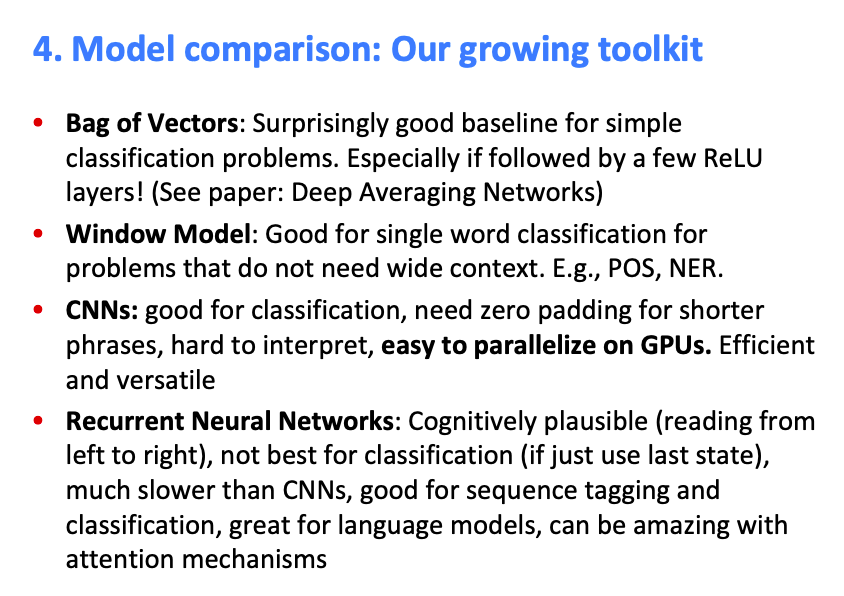 4. Model comparison: Our growing toolkit
• Bag of Vectors: Surprisingly good baseline for simple
classification problems. Especially if followed by a few ReLU
layers! (See paper: Deep Averaging Networks)
• Window Model: Good for single word classification for
problems that do not need wide context. E.g., POS, NER.
• CNNs: good for classification, need zero padding for shorter
phrases, hard to interpret, easy to parallelize on GPUs. Efficient
and versatile
• Recurrent Neural Networks: Cognitively plausible (reading from
left to right), not best for classification (if just use last state),
much slower than CNNs, good for sequence tagging and
classification, great for language models, can be amazing with
attention mechanisms